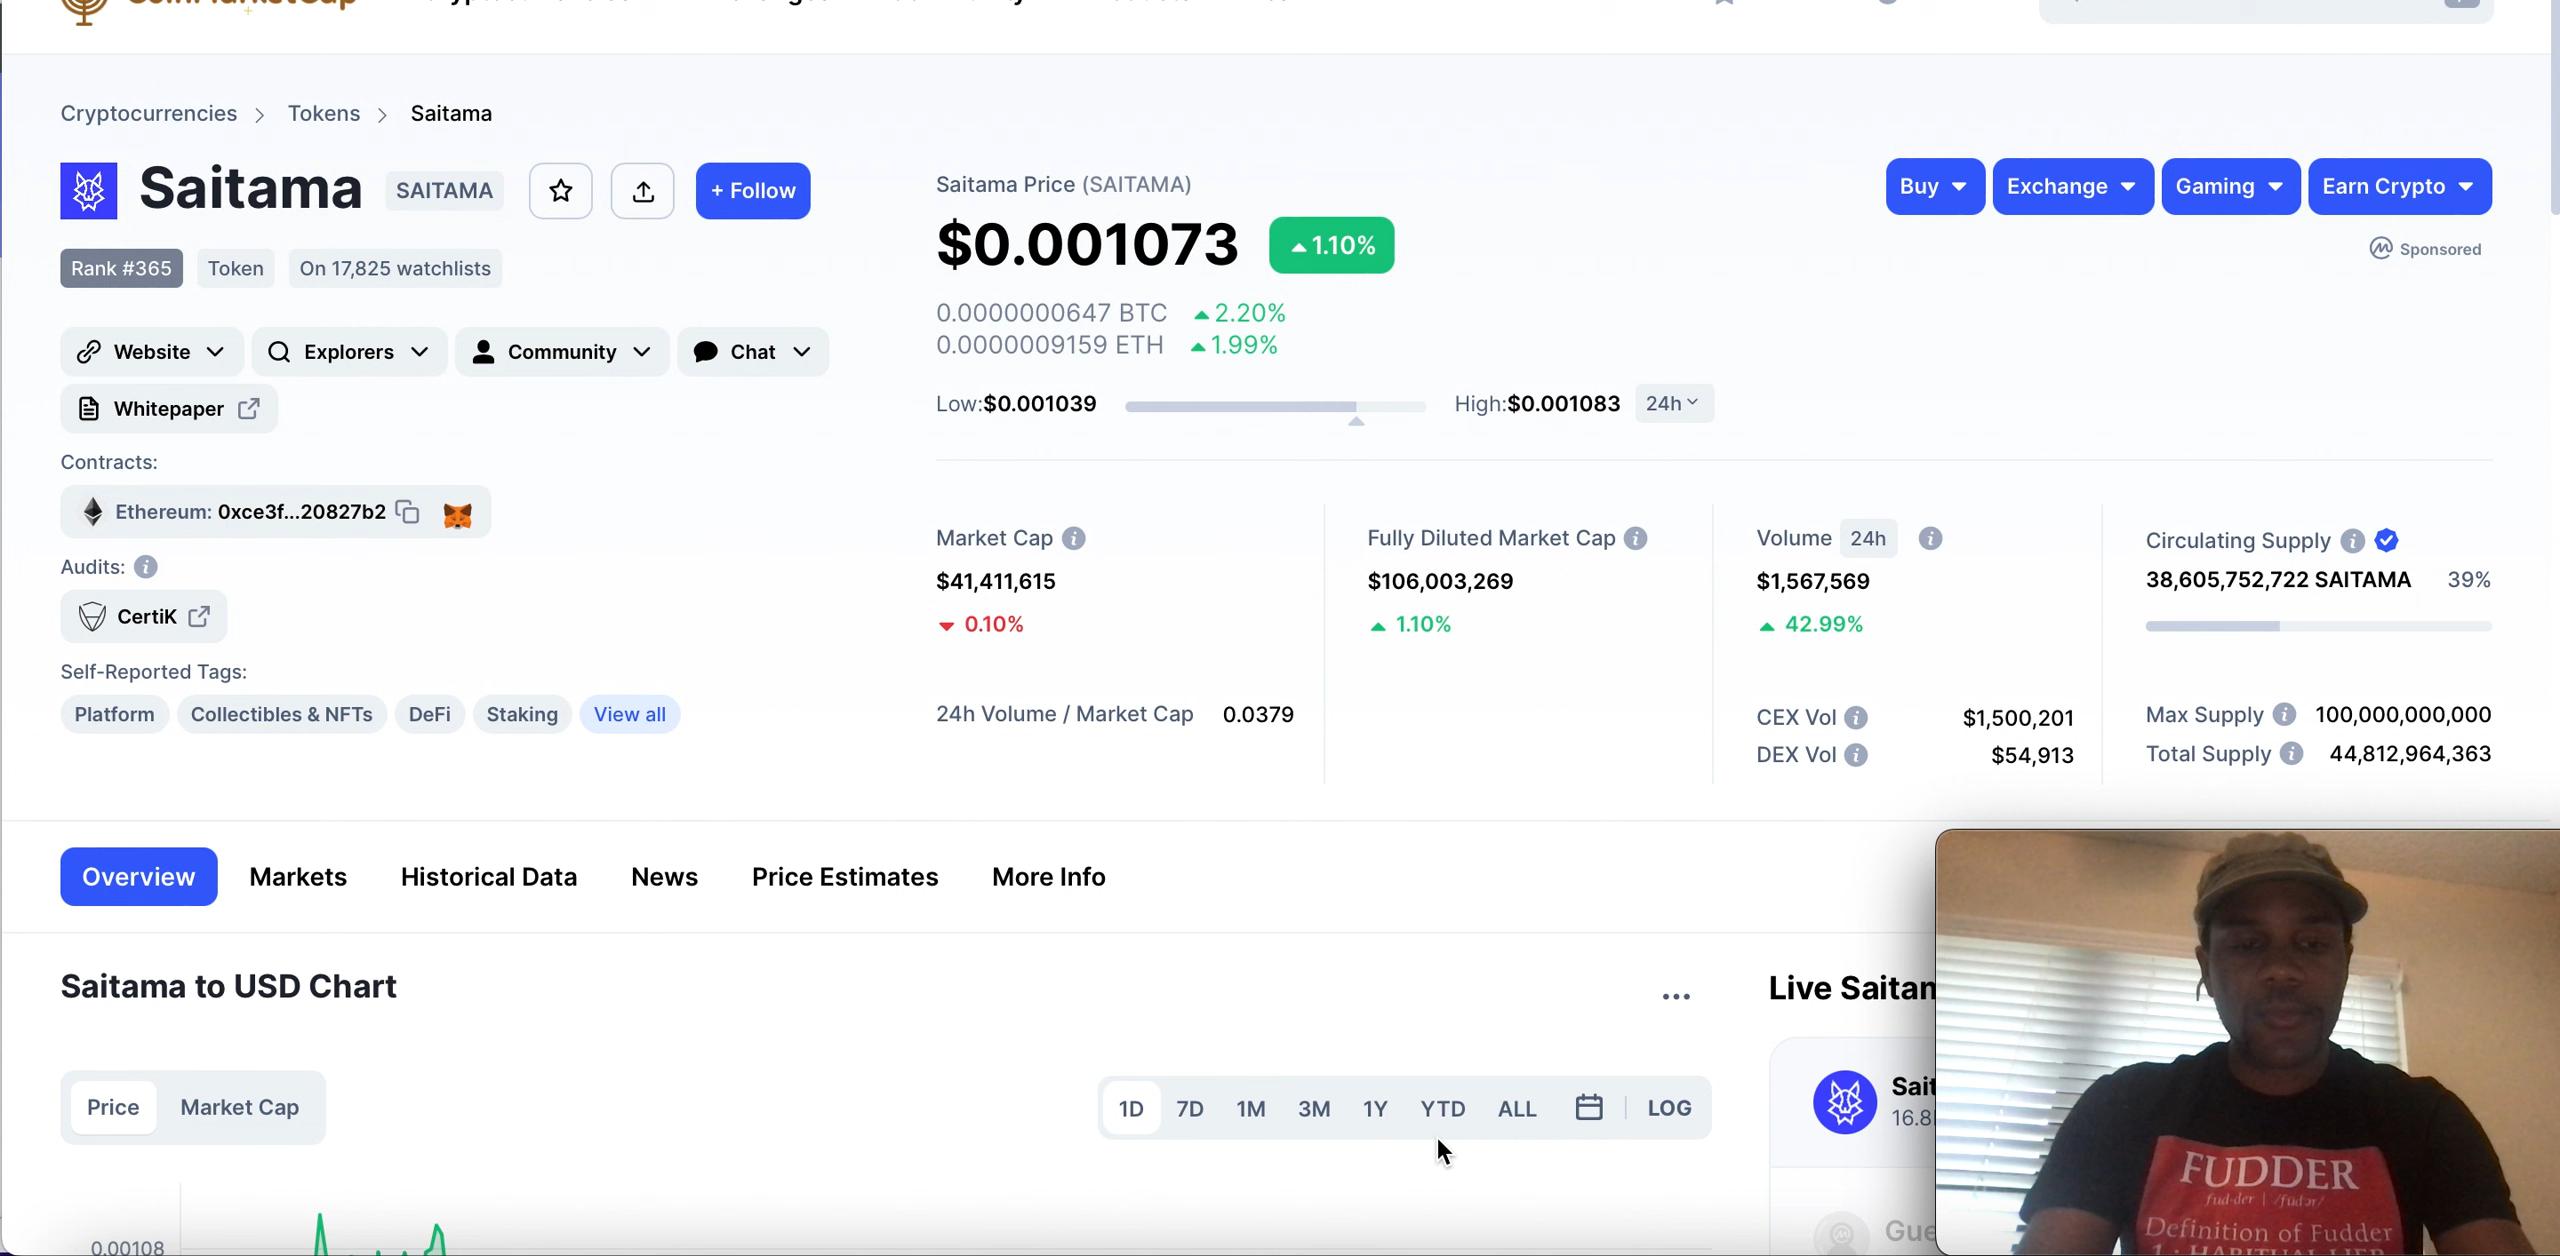 Cryptocurrencies > Tokens > Saitama
Saitama SAITAMA + Follow
Rank #365 Token On 17,825 watchlists
Website Explorers Community Chat
Whitepaper
Contracts:
Ethereum: 0xce3f...20827b2
Audits:
CertiK
Self-Reported Tags:
Platform Collectibles & NFTs DeFi Staking View all
Saitama Price (SAITAMA)
$0.001073 1.10%
0.0000000647 BTC 2.20%
0.0000009159 ETH 1.99%
Low:$0.001039 High:$0.001083 24h
Buy Exchange Gaming Earn Crypto
Sponsored
Market Cap
$41,411,615
0.10%
24h Volume / Market Cap 0.0379
Fully Diluted Market Cap
$106,003,269
1.10%
Volume 24h
$1,567,569
42.99%
CEX Vol $1,500,201
DEX Vol $54,913
Circulating Supply
38,605,752,722 SAITAMA 39%
Max Supply 100,000,000,000
Total Supply 44,812,964,363
Overview Markets Historical Data News Price Estimates More Info
Saitama to USD Chart
Price Market Cap
1D 7D 1M 3M 1Y YTD ALL LOG
0.00108
Live Saitam
Sait
16.8
Gue
FUDDER
fud·der | /fudər/
Definition of Fudder